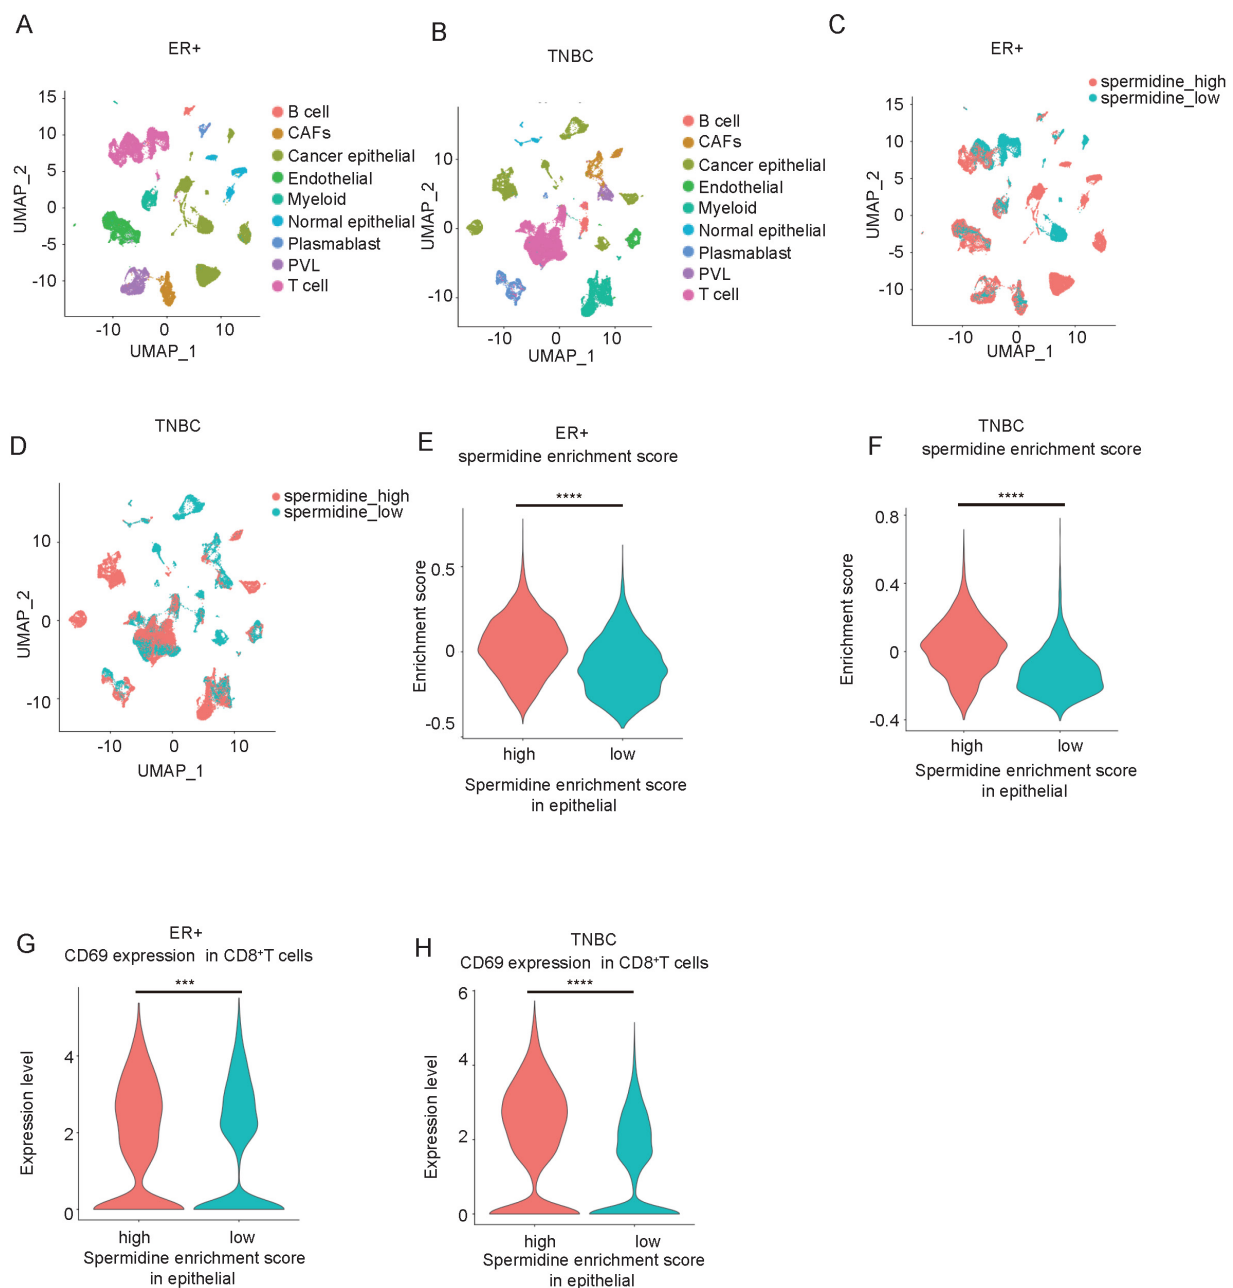 A
ER+
15
10
5
0
-5
-10
UMAP_2
-10 0 10
UMAP_1
B cell
CAFs
Cancer epithelial
Endothelial
Myeloid
Normal epithelial
Plasmablast
PVL
T cell
B
TNBC
10
0
-10
UMAP_2
-10 0 10
UMAP_1
B cell
CAFs
Cancer epithelial
Endothelial
Myeloid
Normal epithelial
Plasmablast
PVL
T cell
C
ER+
spermidine_high
spermidine_low
15
10
5
0
-5
-10
UMAP_2
-10 0 10
UMAP_1
D
TNBC
spermidine_high
spermidine_low
10
0
-10
UMAP_2
-10 0 10
UMAP_1
E
ER+
spermidine enrichment score
****
0.5
0
-0.5
Enrichment score
high low
Spermidine enrichment score
in epithelial
F
TNBC
spermidine enrichment score
****
0.8
0.4
0
-0.4
Enrichment score
high low
Spermidine enrichment score
in epithelial
G
ER+
CD69 expression in CD8⁺T cells
***
4
2
0
Expression level
high low
Spermidine enrichment score
in epithelial
H
TNBC
CD69 expression in CD8⁺T cells
****
6
4
2
0
Expression level
high low
Spermidine enrichment score
in epithelial